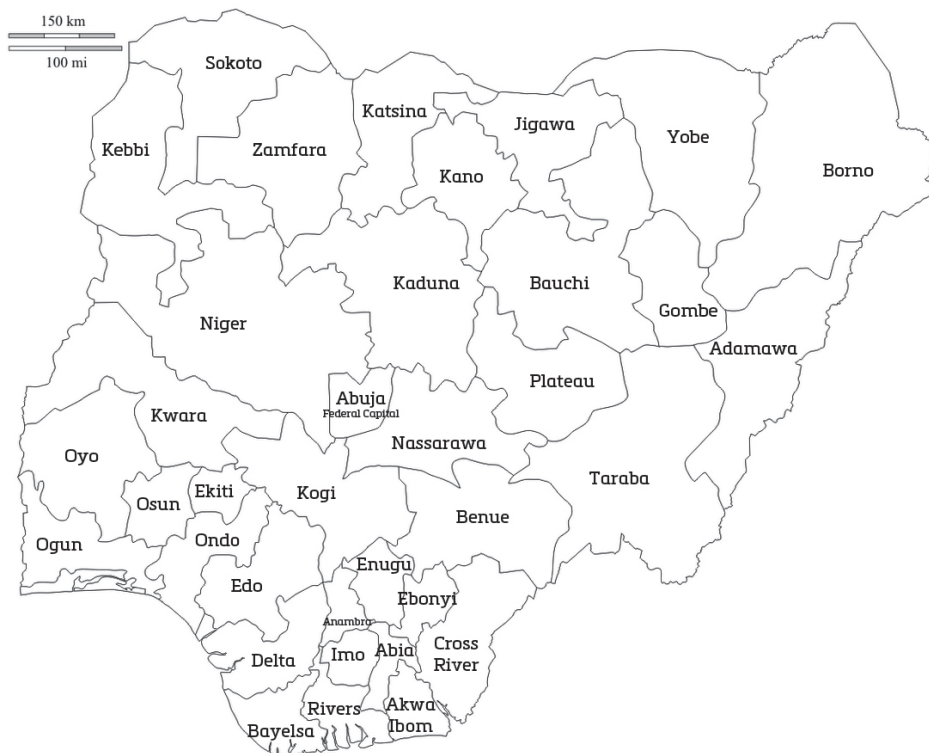 150 km
100 mi
Sokoto
Katsina
Jigawa
Yobe
Kebbi
Zamfara
Kano
Borno
Kaduna
Bauchi
Niger
Gombe
Adamawa
Abuja
Federal Capital
Plateau
Kwara
Nassarawa
Oyo
Taraba
Kogi
Osun
Ekiti
Benue
Ogun
Ondo
Enugu
Edo
Ebonyi
Anambra
Delta
Imo
Abia
Cross
River
Rivers
Akwa
Ibom
Bayelsa